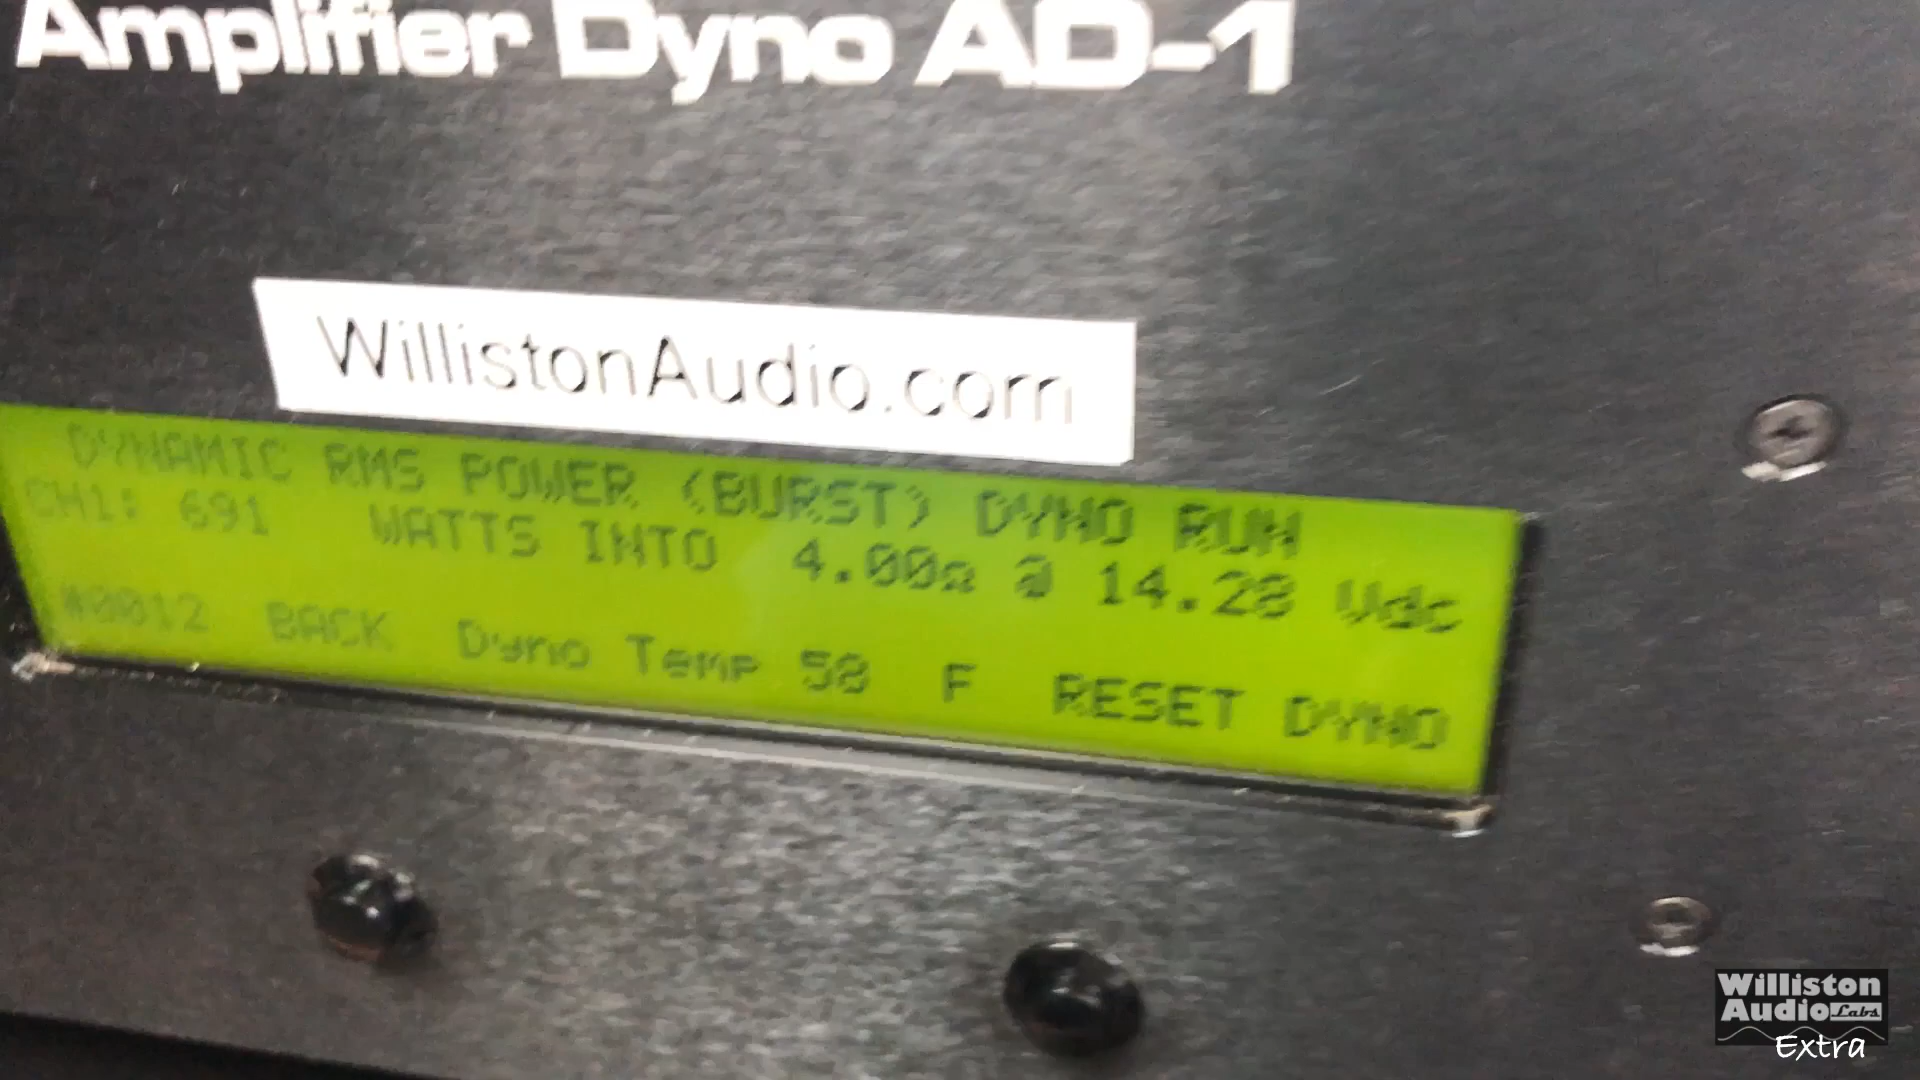 Amplifier Dyno AD-1
WillistonAudio.com
DYNAMIC RMS POWER (BURST) DYNO RUN
CH1: 691 WATTS INTO 4.00Ω @ 14.28 Vdc
#0012 BACK Dyno Temp 58 F RESET DYNO
Williston
Audio Labs
Extra